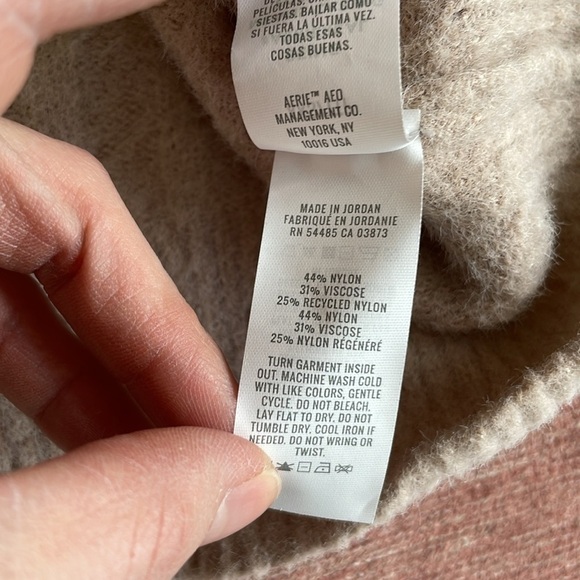 PELÍCULAS.
SIESTAS. BAILAR COMO
SI FUERA LA ÚLTIMA VEZ.
TODAS ESAS
COSAS BUENAS.
AERIE™ AEO
MANAGEMENT CO.
NEW YORK, NY
10016 USA
MADE IN JORDAN
FABRIQUÉ EN JORDANIE
RN 54485 CA 03873
44% NYLON
31% VISCOSE
25% RECYCLED NYLON
44% NYLON
31% VISCOSE
25% NYLON RÉGÉNÉRÉ
TURN GARMENT INSIDE
OUT. MACHINE WASH COLD
WITH LIKE COLORS, GENTLE
CYCLE. DO NOT BLEACH.
LAY FLAT TO DRY. DO NOT
TUMBLE DRY. COOL IRON IF
NEEDED. DO NOT WRING OR
TWIST.